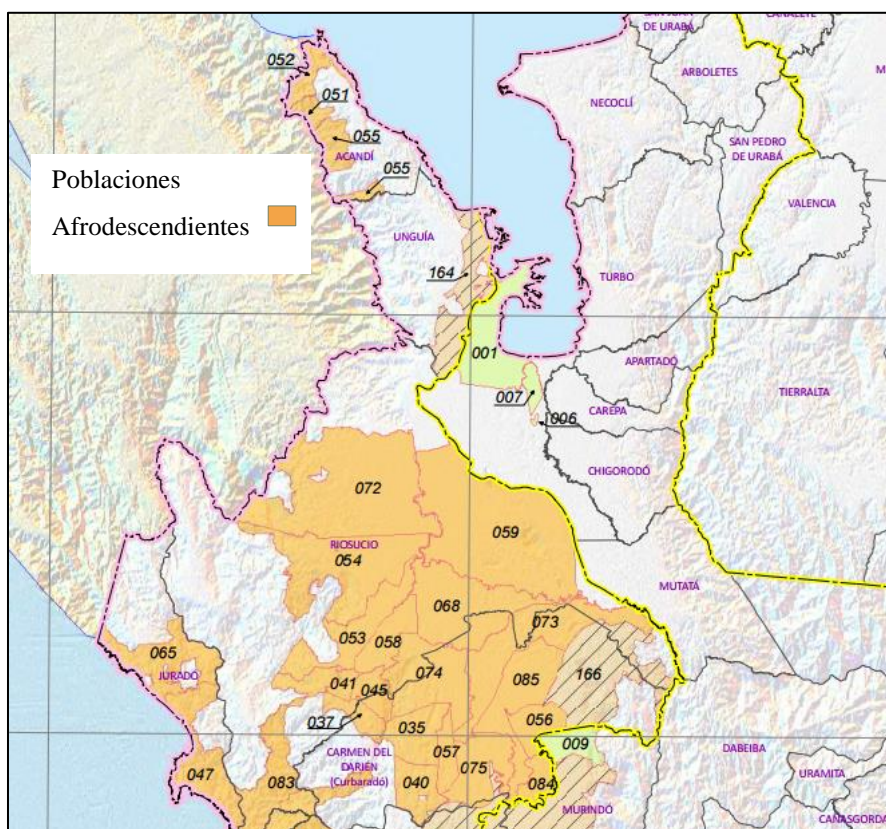 SAN JUAN
DE URABÁ
CANALETE
052
ARBOLETES
051
NECOCLÍ
055
ACANDÍ
SAN PEDRO
DE URABÁ
Poblaciones
Afrodescendientes
055
VALENCIA
UNGUÍA
164
TURBO
001
APARTADÓ
TIERRALTA
007
CAREPA
006
CHIGORODÓ
072
059
RIOSUCIO
054
MUTATÁ
068
073
053
058
065
JURADÓ
074
085
166
041
045
037
035
056
009
CARMEN DEL
DARIÉN
(Curbaradó)
057
DABEIBA
047
083
040
075
084
URAMITA
MURINDÓ
CAÑASGORDA